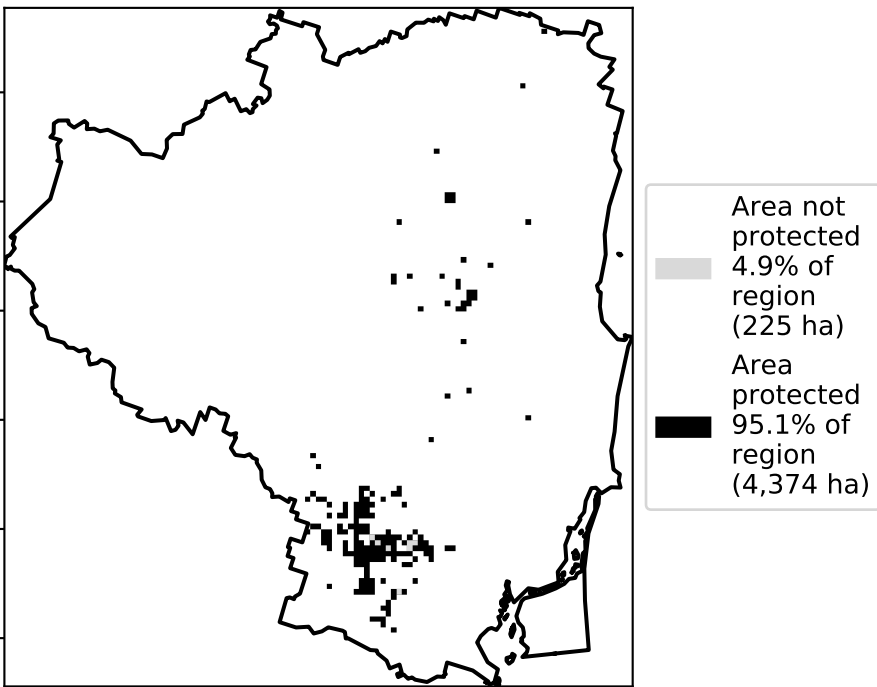 Area not
protected
4.9% of
region
(225 ha)
Area
protected
95.1% of
region
(4,374 ha)